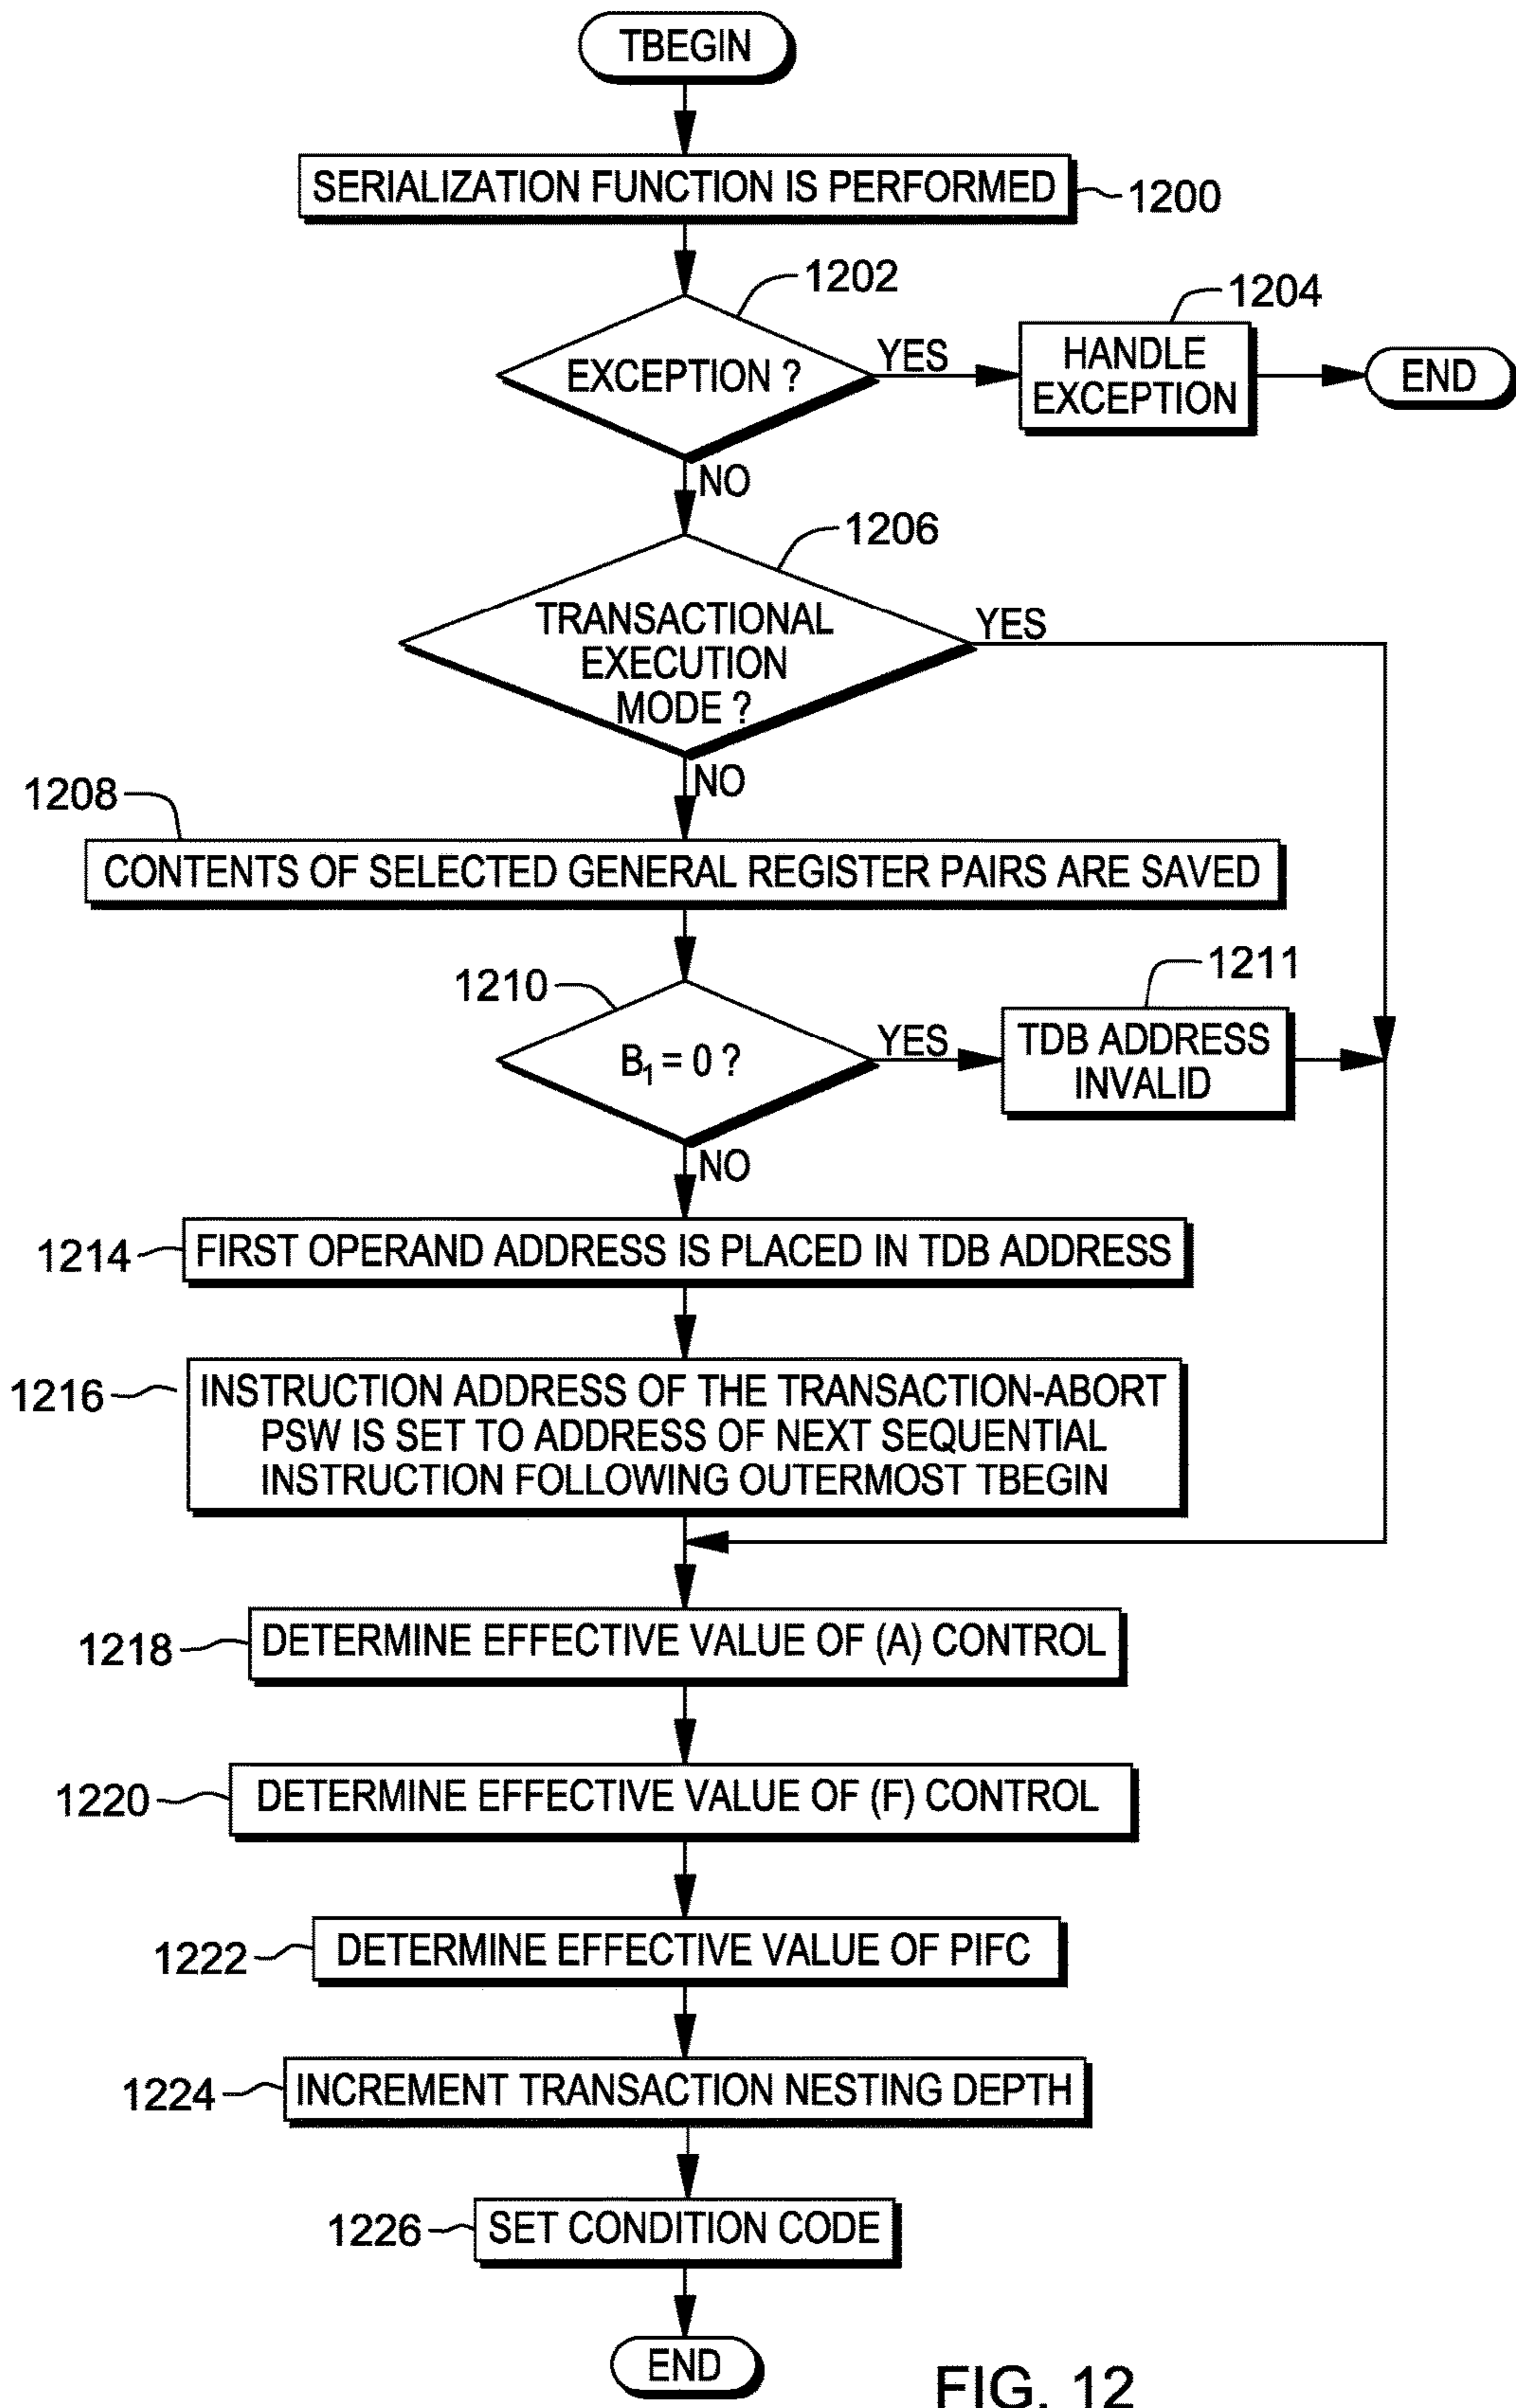 TBEGIN
SERIALIZATION FUNCTION IS PERFORMED
1200
1202
EXCEPTION ?
YES
1204
HANDLE
EXCEPTION
END
NO
1206
TRANSACTIONAL
EXECUTION
MODE ?
YES
NO
1208
CONTENTS OF SELECTED GENERAL REGISTER PAIRS ARE SAVED
1210
B₁ = 0 ?
YES
1211
TDB ADDRESS
INVALID
NO
1214
FIRST OPERAND ADDRESS IS PLACED IN TDB ADDRESS
1216
INSTRUCTION ADDRESS OF THE TRANSACTION-ABORT
PSW IS SET TO ADDRESS OF NEXT SEQUENTIAL
INSTRUCTION FOLLOWING OUTERMOST TBEGIN
1218
DETERMINE EFFECTIVE VALUE OF (A) CONTROL
1220
DETERMINE EFFECTIVE VALUE OF (F) CONTROL
1222
DETERMINE EFFECTIVE VALUE OF PIFC
1224
INCREMENT TRANSACTION NESTING DEPTH
1226
SET CONDITION CODE
END
FIG. 12